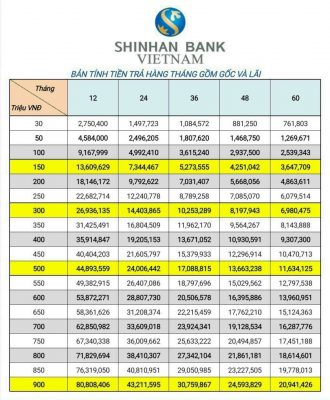 SHINHAN BANK
VIETNAM
BẢN TÍNH TIỀN TRẢ HÀNG THÁNG GỒM GỐC VÀ LÃI
Tháng
Triệu VNĐ
12 24 36 48 60
30 2,750,400 1,497,723 1,084,572 881,250 761,803
50 4,584,000 2,496,205 1,807,620 1,468,750 1,269,671
100 9,167,999 4,992,410 3,615,240 2,937,500 2,539,343
150 13,609,629 7,344,467 5,273,555 4,251,042 3,647,709
200 18,146,172 9,792,622 7,031,407 5,668,056 4,863,611
250 22,682,714 12,240,778 8,789,258 7,085,070 6,079,514
300 26,936,135 14,403,865 10,253,289 8,197,943 6,980,475
350 31,425,491 16,804,509 11,962,170 9,564,267 8,143,888
400 35,914,847 19,205,153 13,671,052 10,930,591 9,307,300
450 40,404,203 21,605,797 15,379,933 12,296,914 10,470,713
500 44,893,559 24,006,442 17,088,815 13,663,238 11,634,125
550 49,382,915 26,407,086 18,797,696 15,029,562 12,797,538
600 53,872,271 28,807,730 20,506,578 16,395,886 13,960,951
650 58,361,626 31,208,374 22,215,459 17,762,210 15,124,363
700 62,850,982 33,609,018 23,924,341 19,128,534 16,287,776
750 67,340,338 36,009,662 25,633,222 20,494,857 17,451,188
800 71,829,694 38,410,307 27,342,104 21,861,181 18,614,601
850 76,319,050 40,810,951 29,050,985 23,227,505 19,778,013
900 80,808,406 43,211,595 30,759,867 24,593,829 20,941,426